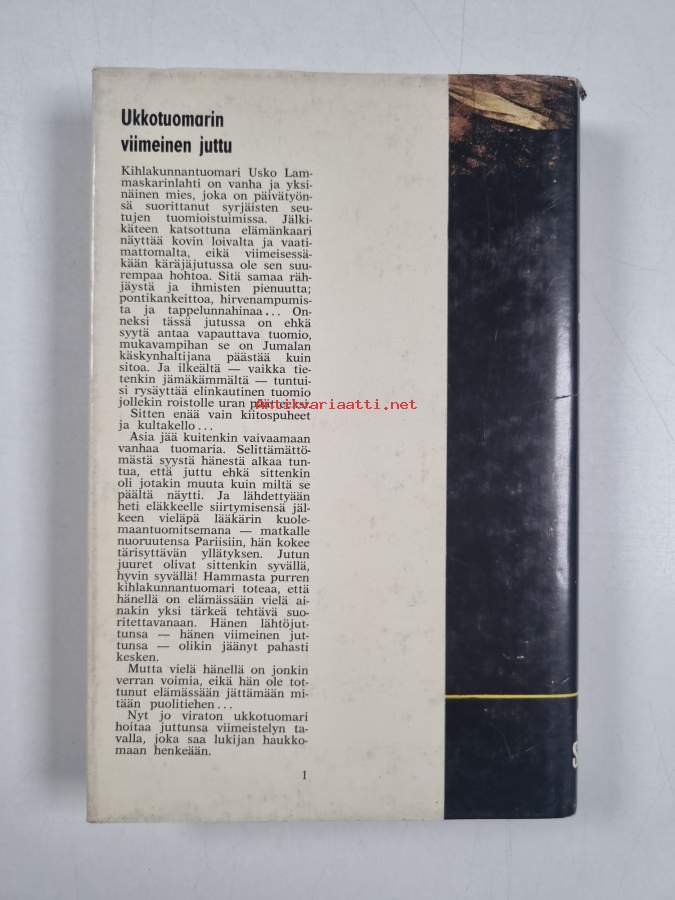 Ukkotuomarin
viimeinen juttu
Kihlakunnantuomari Usko Lam-
maskarinlahti on vanha ja yksi-
näinen mies, joka on päivätyön-
sä suorittanut syrjäisten seu-
tujen tuomioistuimissa. Jälki-
käteen katsottuna elämänkaari
näyttää kovin loivalta ja vaati-
mattomalta, eikä viimeisessä-
kään käräjäjutussa ole sen suu-
rempaa hohtoa. Sitä samaa räh-
jäystä ja ihmisten pienuutta;
pontikankeittoa, hirvenampumis-
ta ja tappelunnahinaa... On-
neksi tässä jutussa on ehkä
syytä antaa vapauttava tuomio,
mukavampihan se on Jumalan
käskynhaltijana päästää kuin
sitoa. Ja ilkeältä — vaikka tie-
tenkin jämäkämmältä — tuntui-
si rysäyttää elinkautinen tuomio
jollekin roistolle uran
Antikvariaatti.net
Sitten enää vain kiitospuheet
ja kultakello...
Asia jää kuitenkin vaivaamaan
vanhaa tuomaria. Selittämättö-
mästä syystä hänestä alkaa tun-
tua, että juttu ehkä sittenkin
oli jotakin muuta kuin miltä se
päältä näytti. Ja lähdettyään
heti eläkkeelle siirtymisensä jäl-
keen vieläpä lääkärin kuole-
maantuomitsemana — matkalle
nuoruutensa Pariisiin, hän kokee
tärisyttävän yllätyksen. Jutun
juuret olivat sittenkin syvällä,
hyvin syvällä! Hammasta purren
kihlakunnantuomari toteaa, että
hänellä on elämässään vielä ai-
nakin yksi tärkeä tehtävä suo-
ritettavanaan. Hänen lähtöjut-
tunsa — hänen viimeinen jut-
tunsa — olikin jäänyt pahasti
kesken.
Mutta vielä hänellä on jonkin
verran voimia, eikä hän ole tot-
tunut elämässään jättämään mi-
tään puolitiehen...
Nyt jo viraton ukkotuomari
hoitaa juttunsa viimeistelyn ta-
valla, joka saa lukijan haukko-
maan henkeään.
1
S